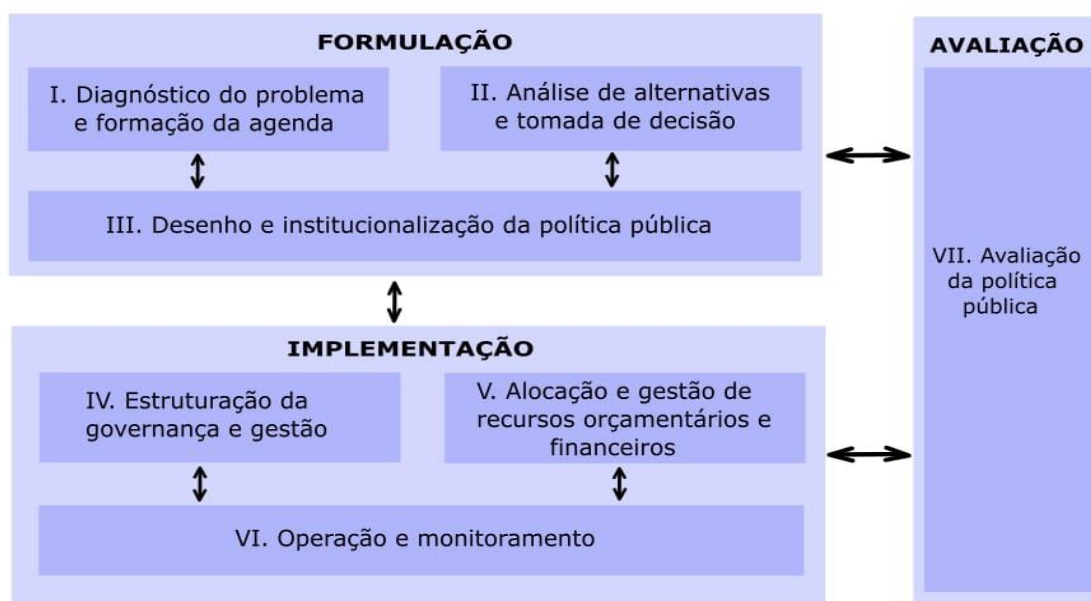 FORMULAÇÃO
I. Diagnóstico do problema
e formação da agenda
II. Análise de alternativas
e tomada de decisão
III. Desenho e institucionalização da política pública
IMPLEMENTAÇÃO
IV. Estruturação da
governança e gestão
V. Alocação e gestão de
recursos orçamentários e
financeiros
VI. Operação e monitoramento
AVALIAÇÃO
VII. Avaliação
da política
pública